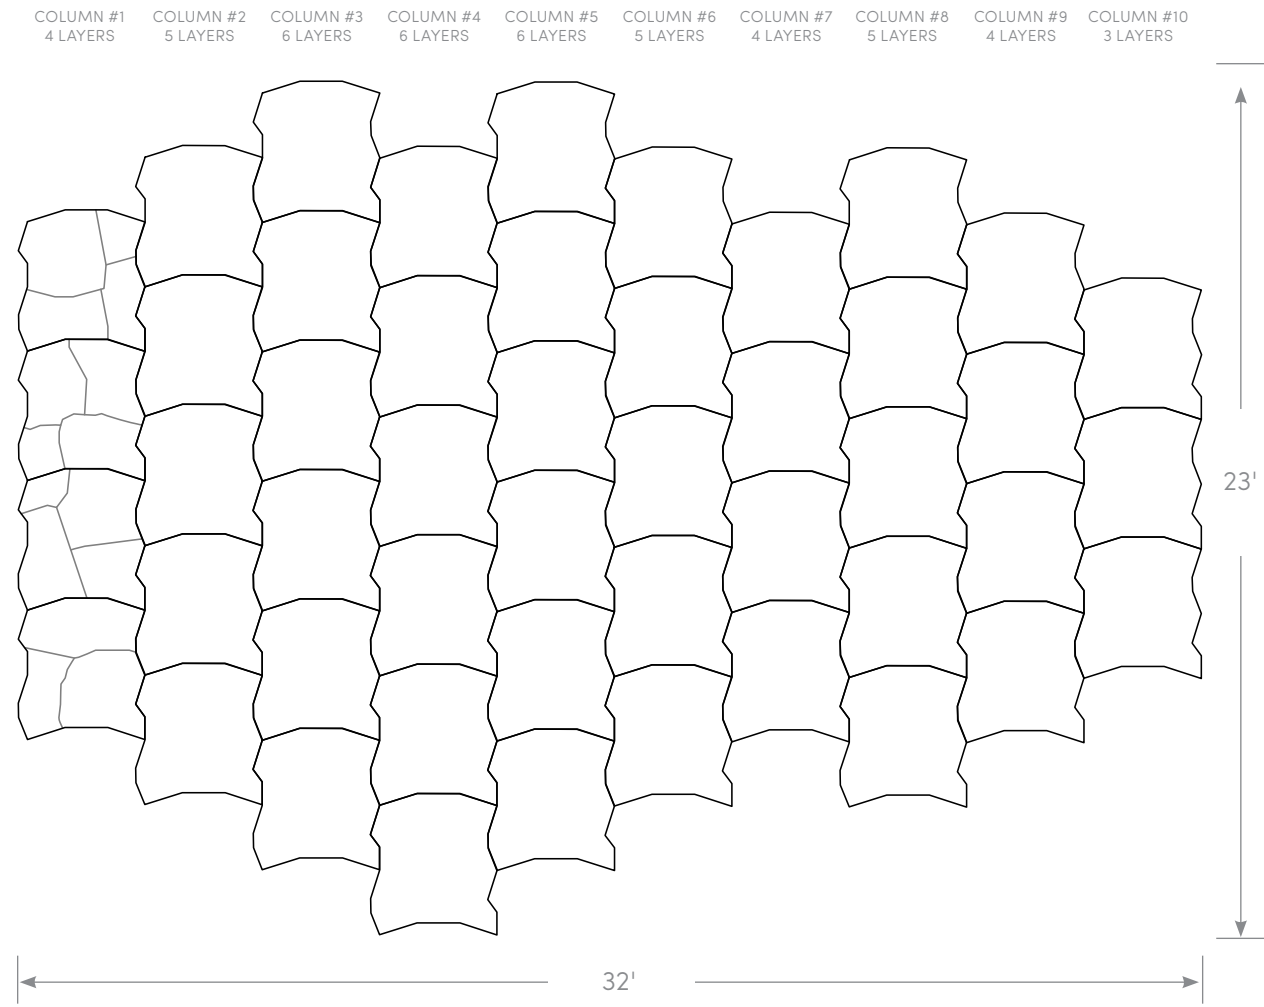 COLUMN #1
4 LAYERS
COLUMN #2
5 LAYERS
COLUMN #3
6 LAYERS
COLUMN #4
6 LAYERS
COLUMN #5
6 LAYERS
COLUMN #6
5 LAYERS
COLUMN #7
4 LAYERS
COLUMN #8
5 LAYERS
COLUMN #9
4 LAYERS
COLUMN #10
3 LAYERS
23'
32'